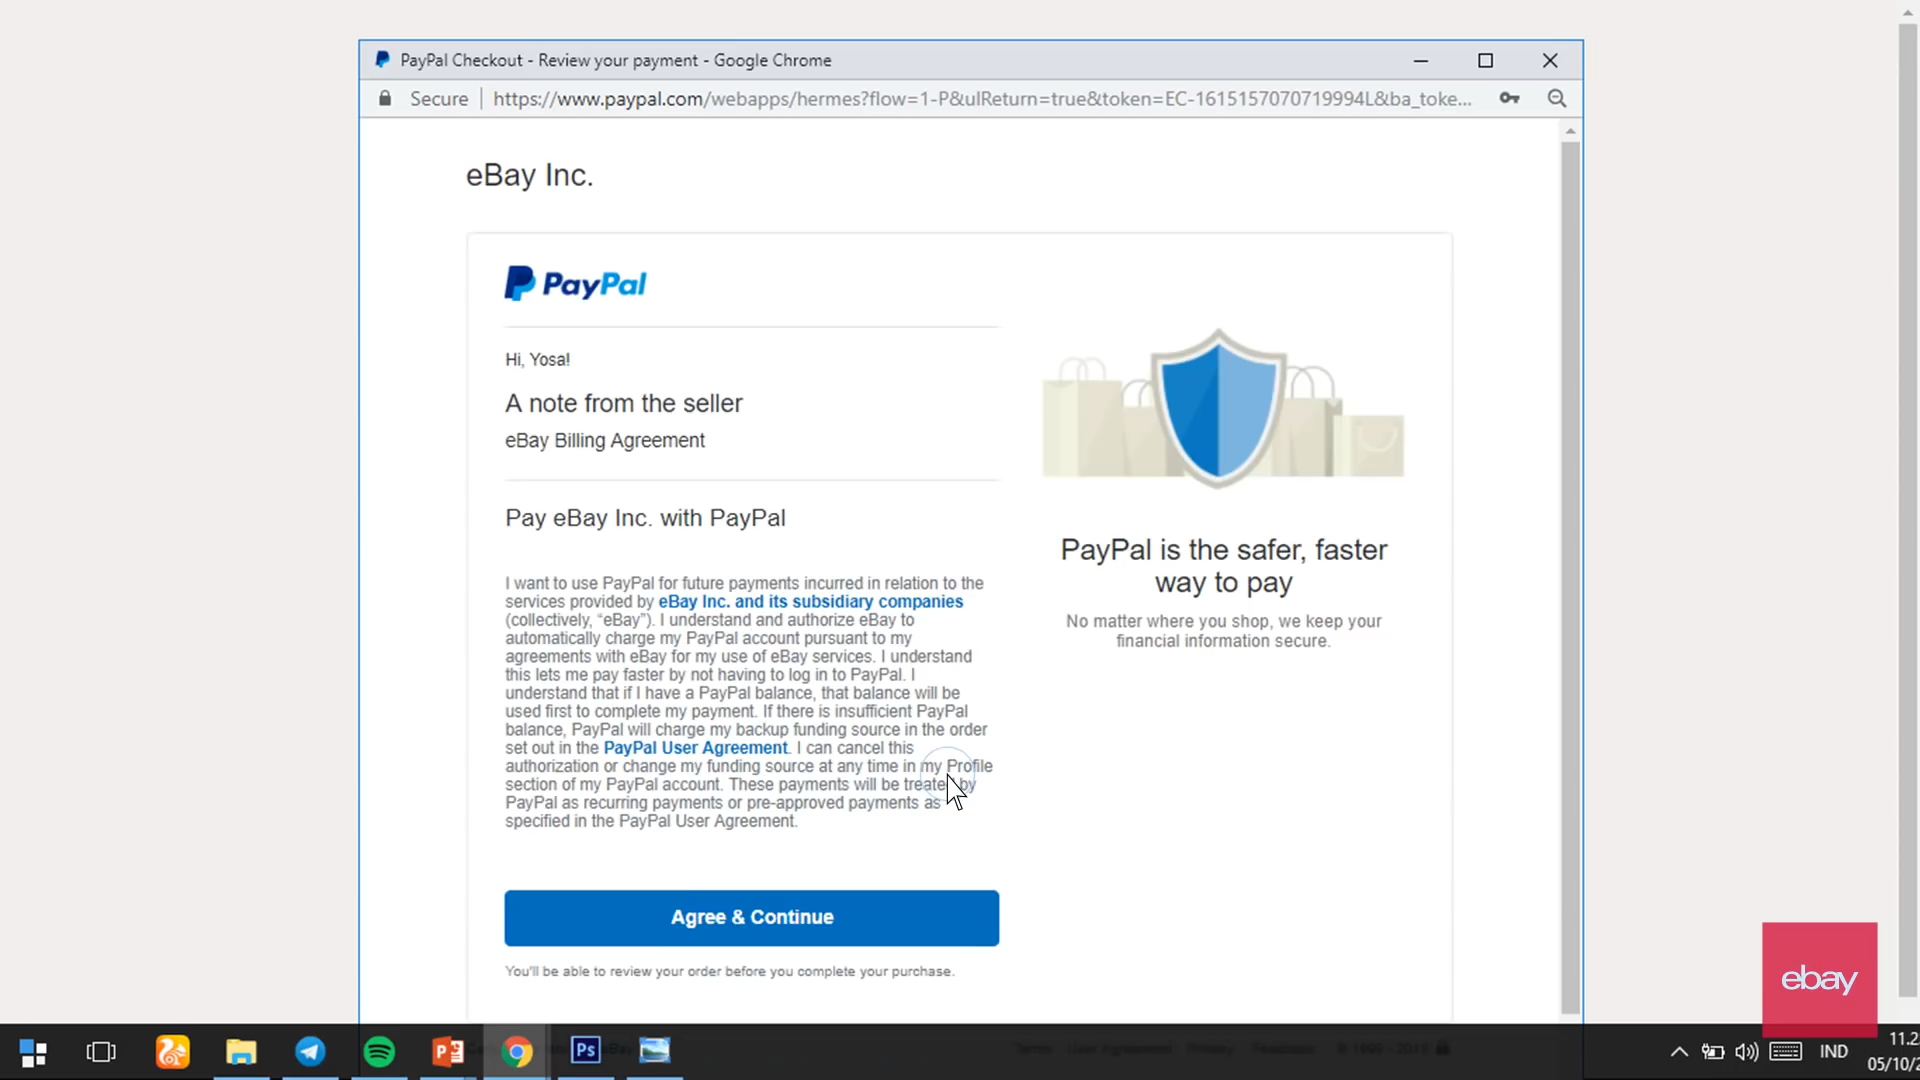 PayPal Checkout - Review your payment - Google Chrome
Secure
https://www.paypal.com/webapps/hermes?flow=1-P&ulReturn=true&token=EC-1615157070719994L&ba_toke...
eBay Inc.
PayPal
Hi, Yosa!
A note from the seller
eBay Billing Agreement
Pay eBay Inc. with PayPal
I want to use PayPal for future payments incurred in relation to the
services provided by eBay Inc. and its subsidiary companies
(collectively, “eBay”). I understand and authorize eBay to
automatically charge my PayPal account pursuant to my
agreements with eBay for my use of eBay services. I understand
this lets me pay faster by not having to log in to PayPal. I
understand that if I have a PayPal balance, that balance will be
used first to complete my payment. If there is insufficient PayPal
balance, PayPal will charge my backup funding source in the order
set out in the PayPal User Agreement. I can cancel this
authorization or change my funding source at any time in my Profile
section of my PayPal account. These payments will be treated by
PayPal as recurring payments or pre-approved payments as
specified in the PayPal User Agreement.
Agree & Continue
You'll be able to review your order before you complete your purchase.
PayPal is the safer, faster
way to pay
No matter where you shop, we keep your
financial information secure.
ebay
Ps
IND
11.2
05/10/2